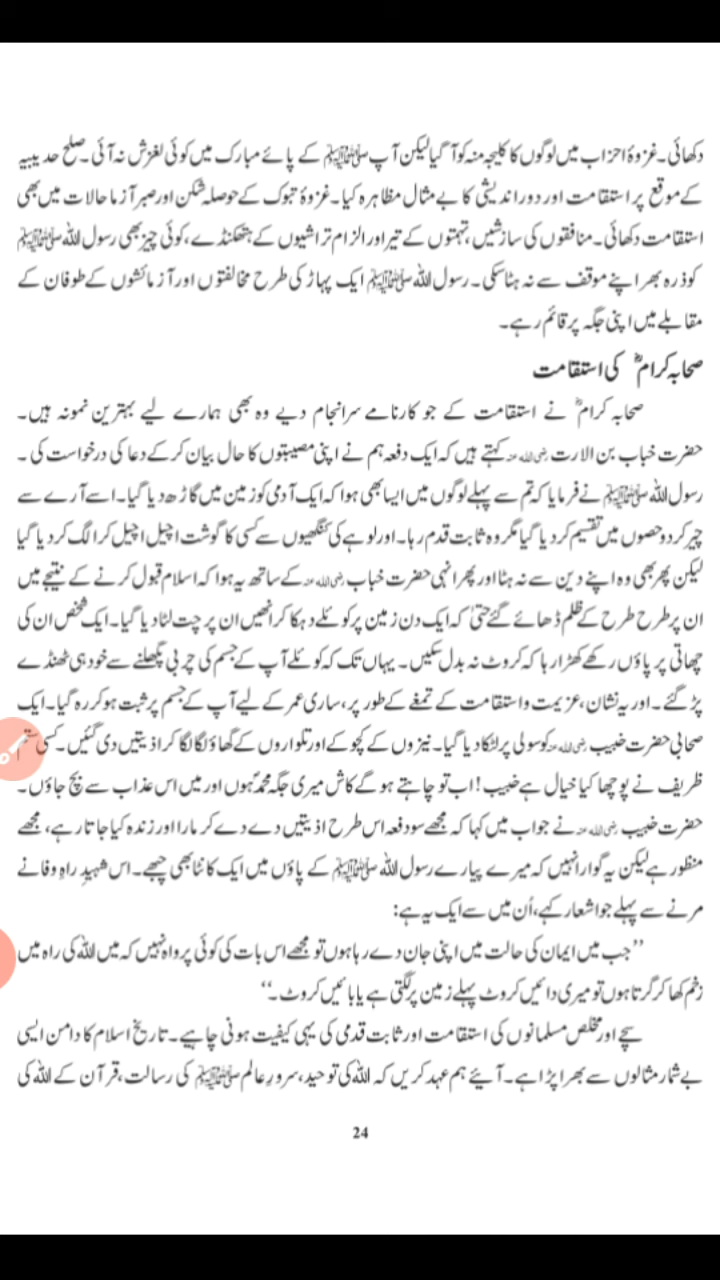 دکھائی۔ غزوۂ احزاب میں لوگوں کا کلیجہ منہ کو آ گیا لیکن آپ ﷺ کے پائے مبارک میں کوئی لغزش نہ آئی۔ صلح حدیبیہ
کے موقع پر استقامت اور دور اندیشی کا بے مثال مظاہرہ کیا۔ غزوۂ تبوک کے حوصلہ شکن اور صبر آزما حالات میں بھی
استقامت دکھائی۔ منافقوں کی سازشیں، تہمتوں کے تیر اور الزام تراشیوں کے ہتھکنڈے، کوئی چیز بھی رسول اللہ ﷺ
کو ذرہ بھر اپنے موقف سے نہ ہٹا سکی۔ رسول اللہ ﷺ ایک پہاڑ کی طرح مخالفتوں اور آزمائشوں کے طوفان کے
مقابلے میں اپنی جگہ پر قائم رہے۔
صحابہ کرامؓ کی استقامت
صحابہ کرامؓ نے استقامت کے جو کارنامے سرانجام دیے وہ بھی ہمارے لیے بہترین نمونہ ہیں۔
حضرت خباب بن الارت رضی اللہ عنہ کہتے ہیں کہ ایک دفعہ ہم نے اپنی مصیبتوں کا حال بیان کر کے دعا کی درخواست کی۔
رسول اللہ ﷺ نے فرمایا کہ تم سے پہلے لوگوں میں ایسا بھی ہوا کہ ایک آدمی کو زمین میں گاڑھ دیا گیا۔ اسے آرے سے
چیر کر دو حصوں میں تقسیم کر دیا گیا مگر وہ ثابت قدم رہا۔ اور لوہے کی کنگھیوں سے کسی کا گوشت اچیل اچیل کر الگ کر دیا گیا
لیکن پھر بھی وہ اپنے دین سے نہ ہٹا اور پھر انہی حضرت خباب رضی اللہ عنہ کے ساتھ یہ ہوا کہ اسلام قبول کرنے کے نتیجے میں
ان پر طرح طرح کے ظلم ڈھائے گئے حتیٰ کہ ایک دن زمین پر کوئلے دہکا کر انھیں ان پر چت لٹا دیا گیا۔ ایک شخص ان کی
چھاتی پر پاؤں رکھے کھڑا رہا کہ کروٹ نہ بدل سکیں۔ یہاں تک کہ کوئلے آپ کے جسم کی چربی پگھلنے سے خود ہی ٹھنڈے
پڑ گئے۔ اور یہ نشان، عزیمت و استقامت کے تمغے کے طور پر، ساری عمر کے لیے آپ کے جسم پر ثبت ہو کر رہ گیا۔ ایک
صحابی حضرت خبیب رضی اللہ عنہ کو سولی پر لٹکا دیا گیا۔ نیزوں کے کچوکے اور تلواروں کے گھاؤ لگا لگا کر اذیتیں دی گئیں۔ کسی ستم
ظریف نے پوچھا کیا خیال ہے خبیب! اب تو چاہتے ہو گے کاش میری جگہ محمدؐ ہوں اور میں اس عذاب سے بچ جاؤں۔
حضرت خبیب رضی اللہ عنہ نے جواب میں کہا کہ مجھے سو دفعہ اس طرح اذیتیں دے دے کر مارا اور زندہ کیا جاتا رہے، مجھے
منظور ہے لیکن یہ گوارا نہیں کہ میرے پیارے رسول اللہ ﷺ کے پاؤں میں ایک کانٹا بھی چبھے۔ اس شہیدِ راہِ وفا نے
مرنے سے پہلے جو اشعار کہے، اُن میں سے ایک یہ ہے:
”جب میں ایمان کی حالت میں اپنی جان دے رہا ہوں تو مجھے اس بات کی کوئی پرواہ نہیں کہ میں اللہ کی راہ میں
زخم کھا کر گرتا ہوں تو میری دائیں کروٹ پہلے زمین پر لگتی ہے یا بائیں کروٹ۔“
سچے اور مخلص مسلمانوں کی استقامت اور ثابت قدمی کی یہی کیفیت ہونی چاہیے۔ تاریخ اسلام کا دامن ایسی
بے شمار مثالوں سے بھرا پڑا ہے۔ آیئے ہم عہد کریں کہ اللہ کی توحید، سرورِ عالم ﷺ کی رسالت، قرآن کے اللہ کی
24